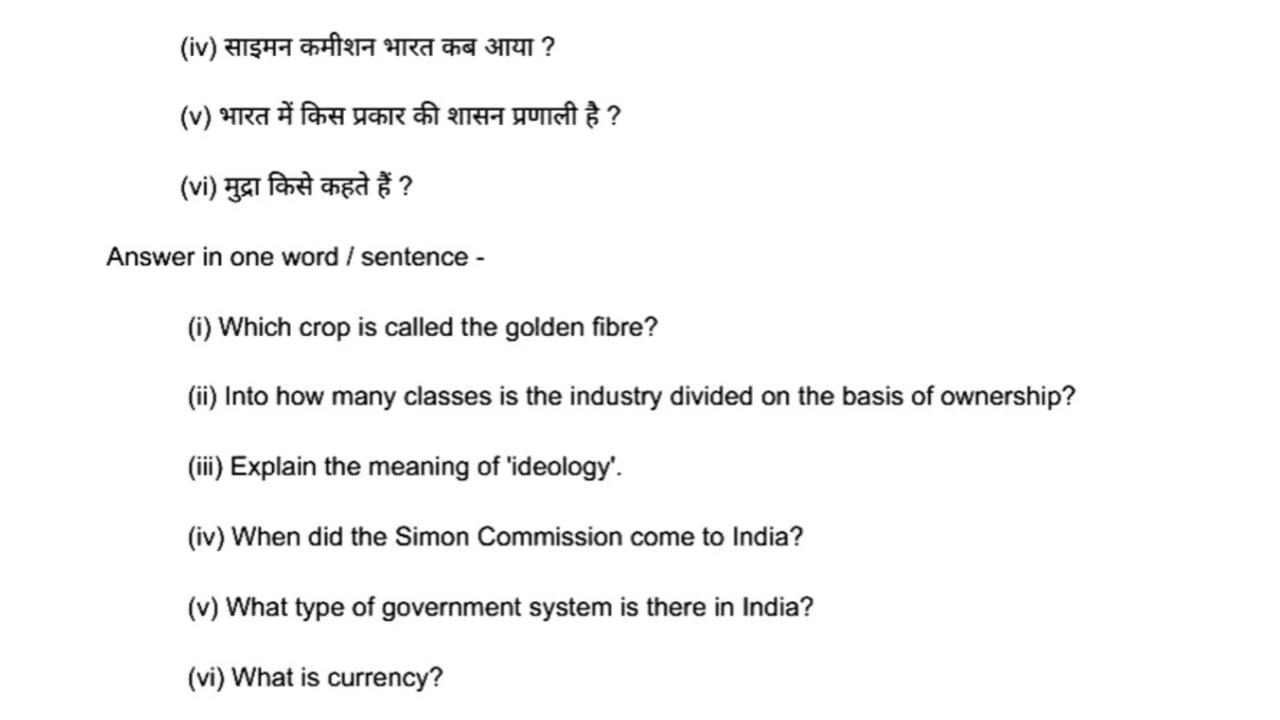 (iv) साइमन कमीशन भारत कब आया ?
(v) भारत में किस प्रकार की शासन प्रणाली है ?
(vi) मुद्रा किसे कहते हैं ?
Answer in one word / sentence -
(i) Which crop is called the golden fibre?
(ii) Into how many classes is the industry divided on the basis of ownership?
(iii) Explain the meaning of 'ideology'.
(iv) When did the Simon Commission come to India?
(v) What type of government system is there in India?
(vi) What is currency?